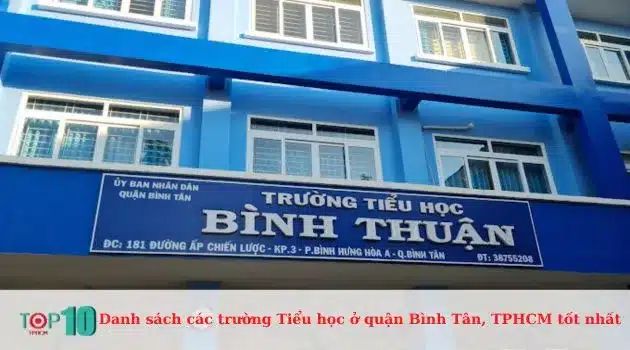 ỦY BAN NHÂN DÂN
QUẬN BÌNH TÂN
TRƯỜNG TIỂU HỌC
BÌNH THUẬN
ĐC: 181 ĐƯỜNG ẤP CHIẾN LƯỢC - KP.3 - P.BÌNH HƯNG HÒA A - Q.BÌNH TÂN
ĐT: 38755208
TOP10
TPHCM
Danh sách các trường Tiểu học ở quận Bình Tân, TPHCM tốt nhất